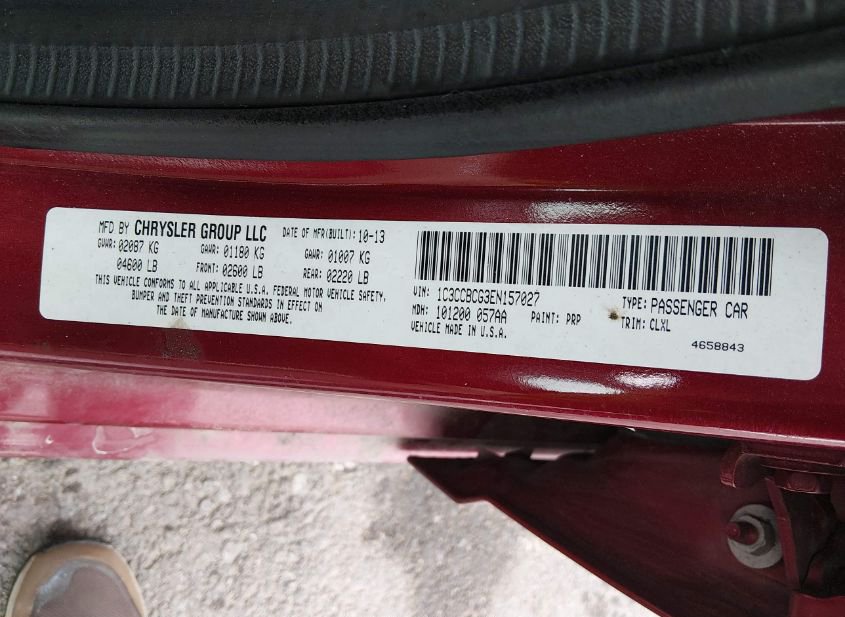 MFD BY CHRYSLER GROUP LLC DATE OF MFR(BUILT): 10-13
GVWR: 02087 KG GAWR: 01180 KG GAWR: 01007 KG
04600 LB FRONT: 02600 LB REAR: 02220 LB
THIS VEHICLE CONFORMS TO ALL APPLICABLE U.S.A. FEDERAL MOTOR VEHICLE SAFETY,
BUMPER AND THEFT PREVENTION STANDARDS IN EFFECT ON
THE DATE OF MANUFACTURE SHOWN ABOVE.
VIN: 1C3CCBCG3EN157027 TYPE: PASSENGER CAR
MDH: 101200 057AA PAINT: PRP TRIM: CLXL
VEHICLE MADE IN U.S.A.
4658843